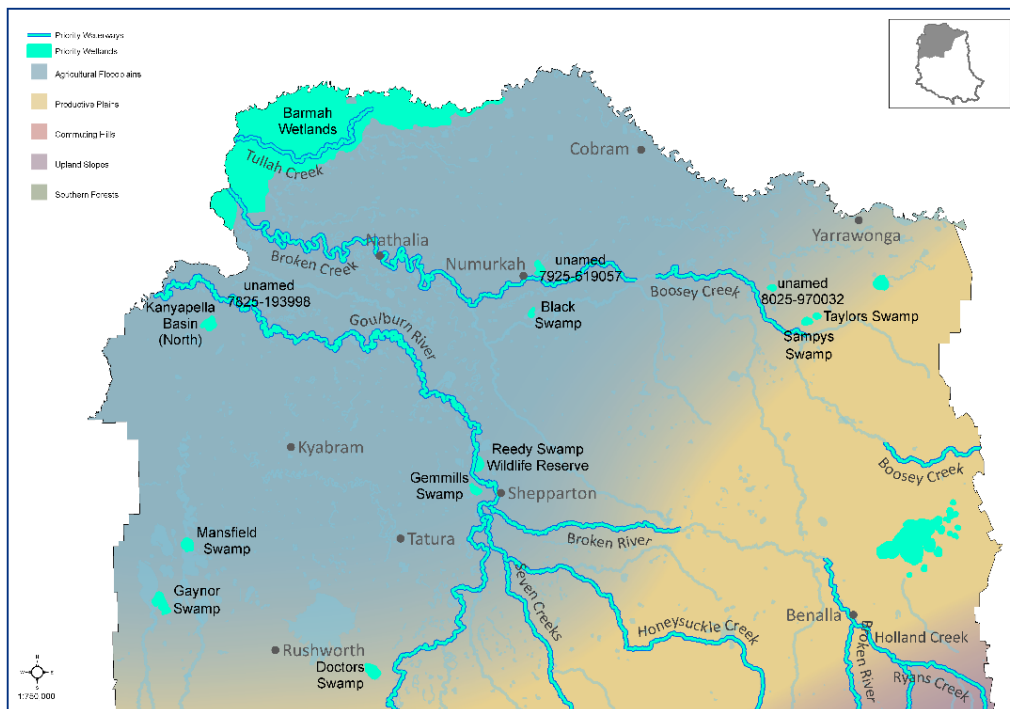 Priority Waterways
Priority Wetlands
Agricultural Floodplains
Productive Plains
Commuting Hills
Upland Slopes
Southern Forests
Barmah
Wetlands
Tullah Creek
Cobram
Yarrawonga
Nathalia
Broken Creek
Numurkah
unamed
7925-619057
Boosey Creek
unamed
8025-970032
Taylors Swamp
Sampys
Swamp
Black
Swamp
unamed
7825-193998
Kanyapella
Basin
(North)
Goulburn River
Kyabram
Reedy Swamp
Wildlife Reserve
Gemmills
Swamp
Shepparton
Boosey Creek
Mansfield
Swamp
Tatura
Broken River
Gaynor
Swamp
Seven Creeks
Honeysuckle Creek
Benalla
Broken River
Holland Creek
Ryans Creek
Rushworth
Doctors
Swamp
N
W
E
S
1:750 000